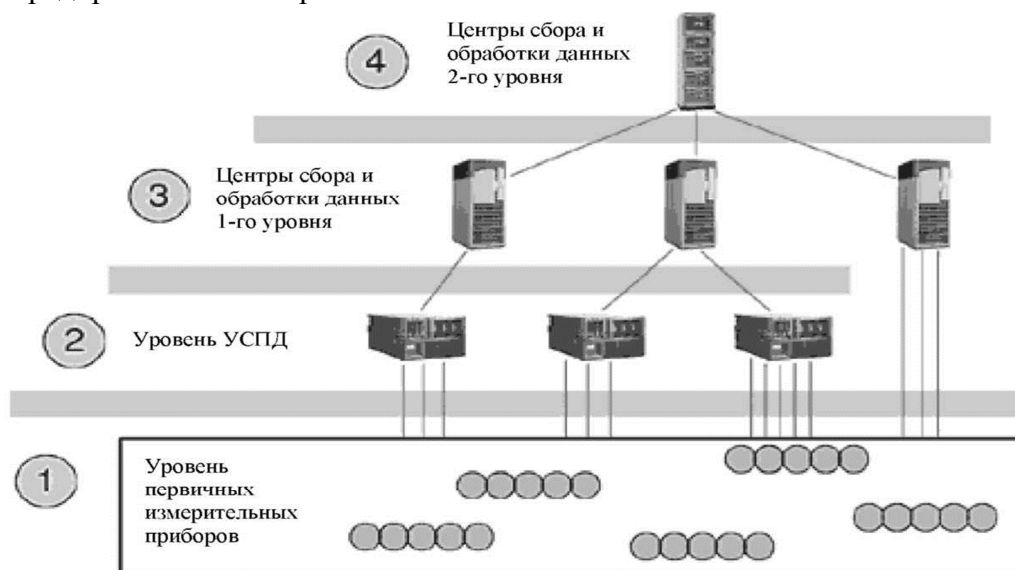 4
Центры сбора и
обработки данных
2-го уровня
3
Центры сбора и
обработки данных
1-го уровня
2
Уровень УСПД
1
Уровень
первичных
измерительных
приборов